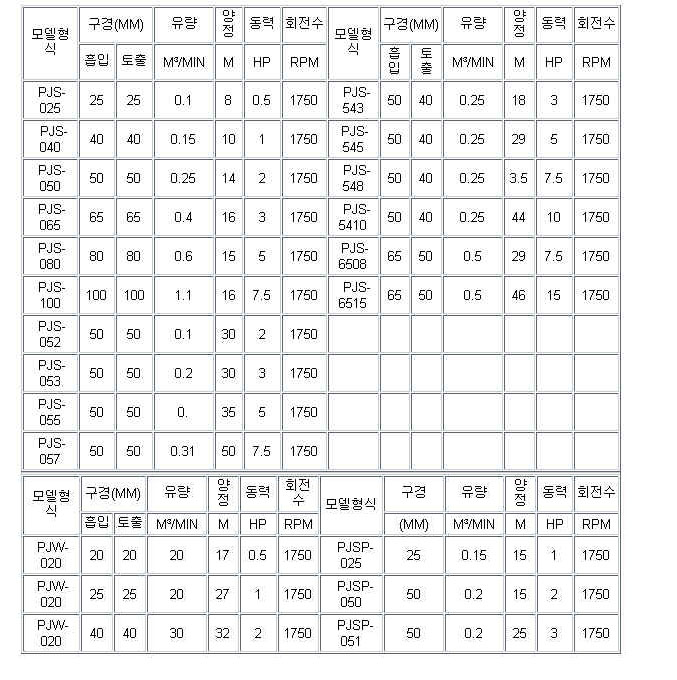 모델형식 구경(MM) 유량 양정 동력 회전수 모델형식 구경(MM) 유량 양정 동력 회전수
흡입 토출 M³/MIN M HP RPM 흡입 토출 M³/MIN M HP RPM
PJS-025 25 25 0.1 8 0.5 1750 PJS-543 50 40 0.25 18 3 1750
PJS-040 40 40 0.15 10 1 1750 PJS-545 50 40 0.25 29 5 1750
PJS-050 50 50 0.25 14 2 1750 PJS-548 50 40 0.25 3.5 7.5 1750
PJS-065 65 65 0.4 16 3 1750 PJS-5410 50 40 0.25 44 10 1750
PJS-080 80 80 0.6 15 5 1750 PJS-6508 65 50 0.5 29 7.5 1750
PJS-100 100 100 1.1 16 7.5 1750 PJS-6515 65 50 0.5 46 15 1750
PJS-052 50 50 0.1 30 2 1750
PJS-053 50 50 0.2 30 3 1750
PJS-055 50 50 0. 35 5 1750
PJS-057 50 50 0.31 50 7.5 1750
모델형식 구경(MM) 유량 양정 동력 회전수 모델형식 구경 유량 양정 동력 회전수
흡입 토출 M³/MIN M HP RPM (MM) M³/MIN M HP RPM
PJW-020 20 20 20 17 0.5 1750 PJSP-025 25 0.15 15 1 1750
PJW-020 25 25 20 27 1 1750 PJSP-050 50 0.2 15 2 1750
PJW-020 40 40 30 32 2 1750 PJSP-051 50 0.2 25 3 1750